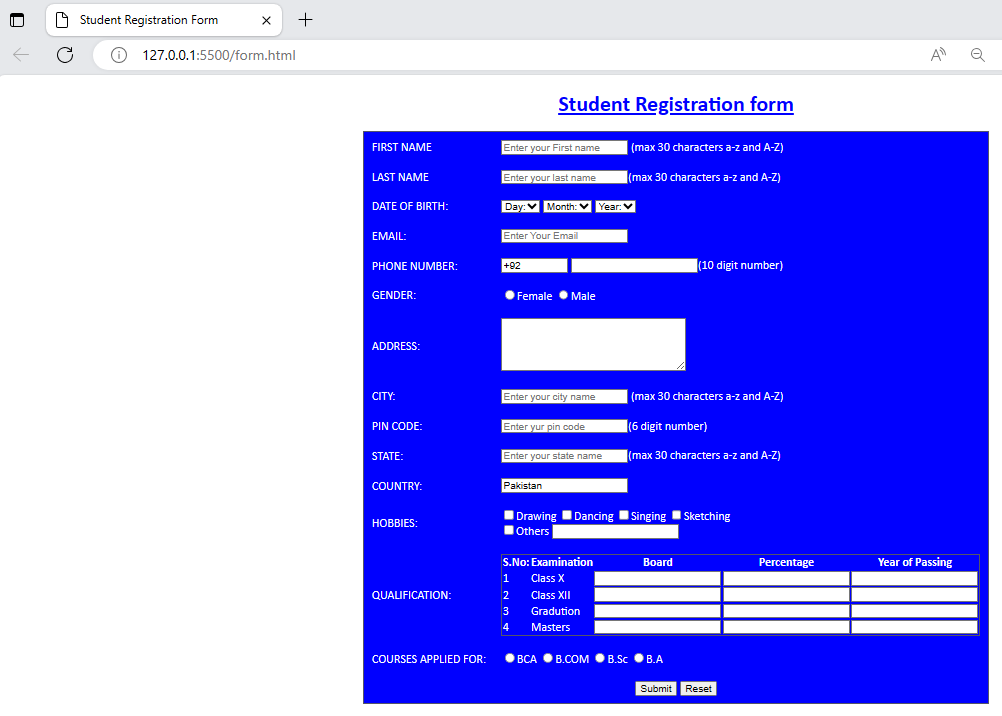 Student Registration Form
127.0.0.1:5500/form.html
Student Registration form
FIRST NAME Enter your First name (max 30 characters a-z and A-Z)
LAST NAME Enter your last name (max 30 characters a-z and A-Z)
DATE OF BIRTH: Day: Month: Year:
EMAIL: Enter Your Email
PHONE NUMBER: +92 (10 digit number)
GENDER: Female Male
ADDRESS:
CITY: Enter your city name (max 30 characters a-z and A-Z)
PIN CODE: Enter yur pin code (6 digit number)
STATE: Enter your state name (max 30 characters a-z and A-Z)
COUNTRY: Pakistan
HOBBIES: Drawing Dancing Singing Sketching
Others
S.No: Examination Board Percentage Year of Passing
1 Class X
QUALIFICATION: 2 Class XII
3 Gradution
4 Masters
COURSES APPLIED FOR: BCA B.COM B.Sc B.A
Submit Reset